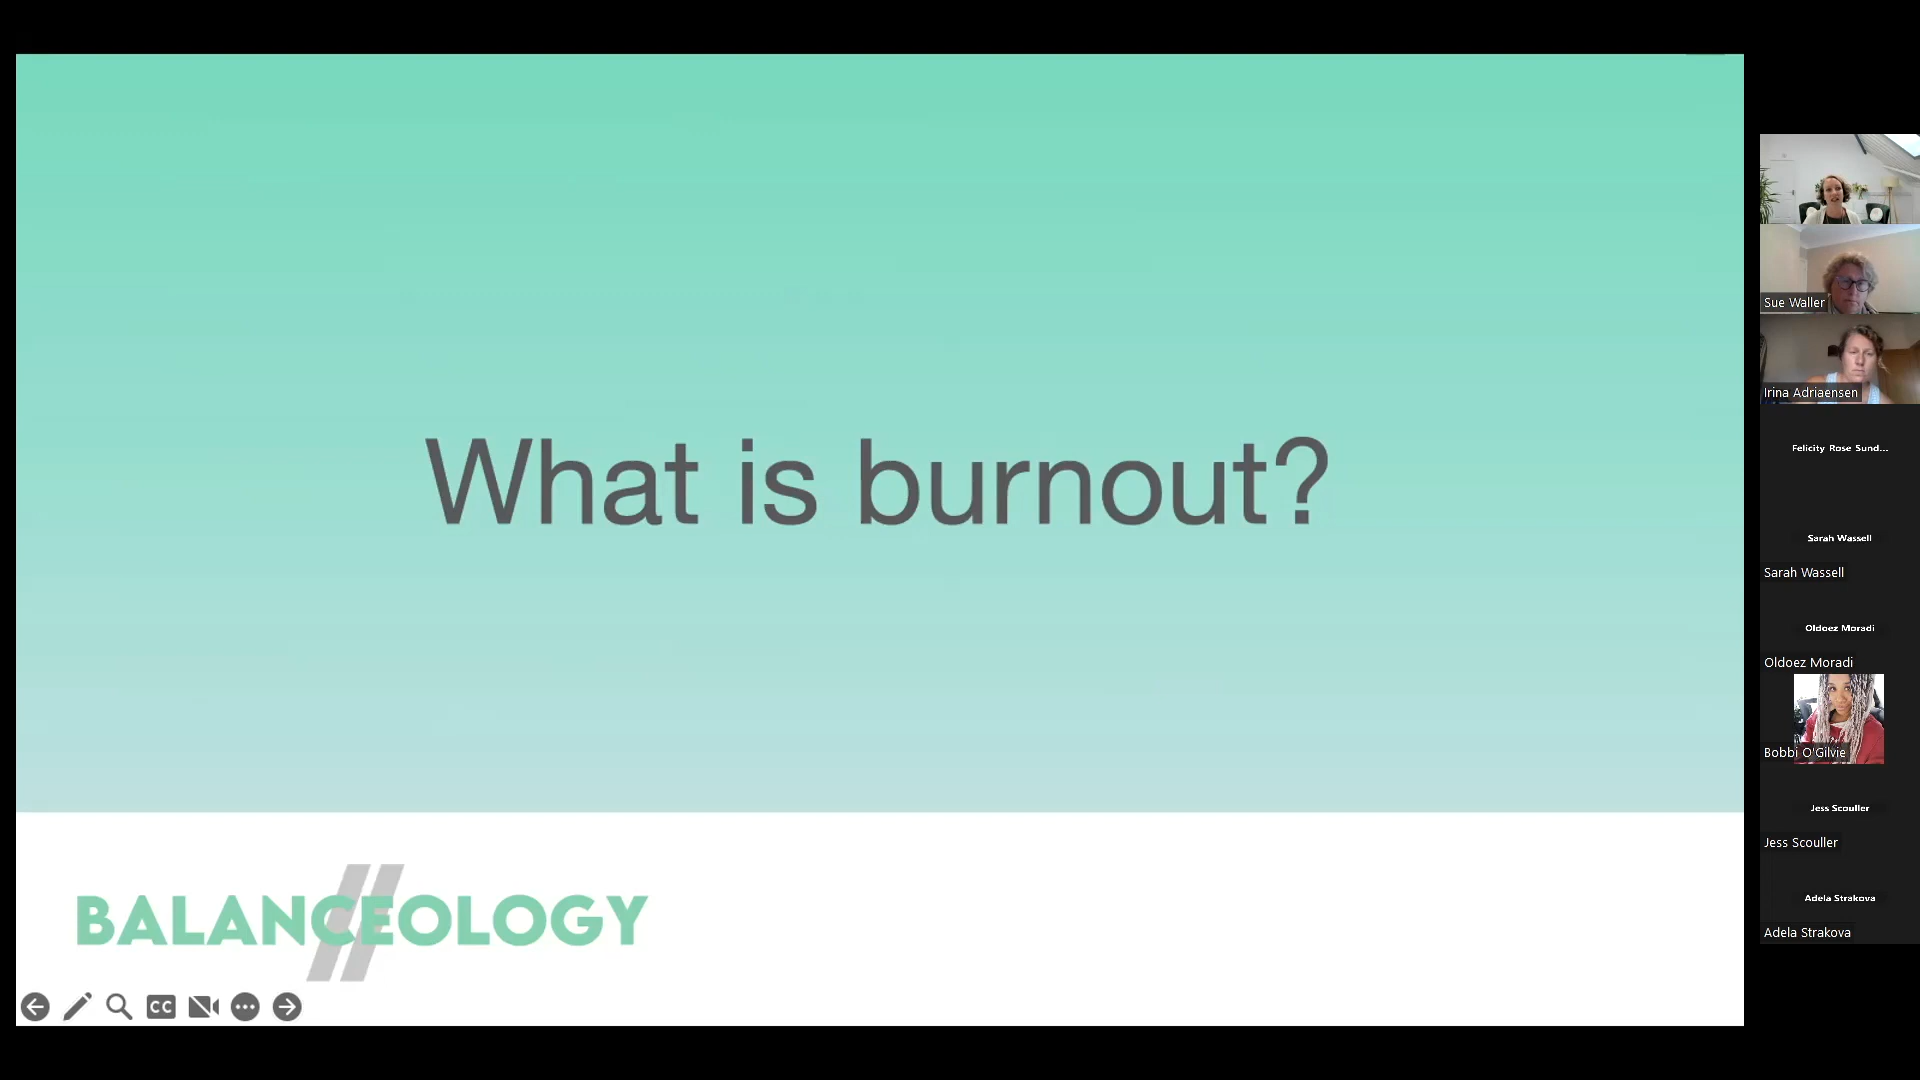 What is burnout?
BALANCEOLOGY
CC
Sue Waller
Irina Adriaensen
Felicity Rose Sund...
Sarah Wassell
Sarah Wassell
Oldoez Moradi
Oldoez Moradi
Bobbi O'Gilvie
Jess Scouller
Jess Scouller
Adela Strakova
Adela Strakova